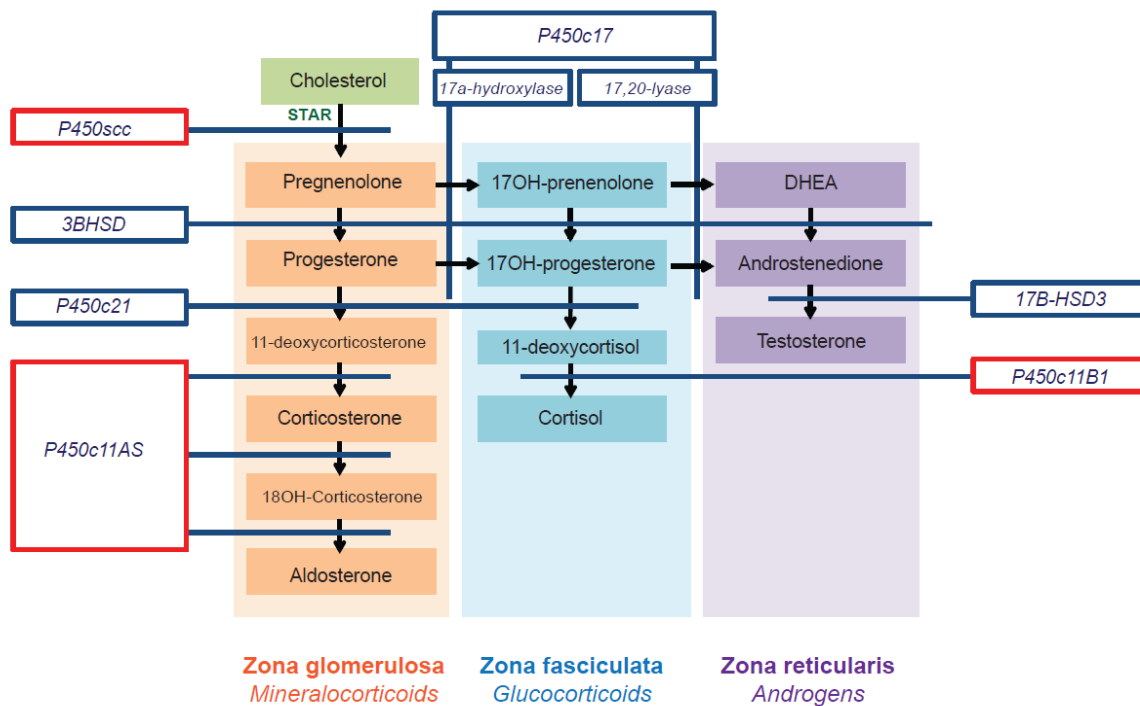 P450c17
Cholesterol
17a-hydroxylase
17,20-lyase
STAR
P450scc
Pregnenolone
17OH-prenenolone
DHEA
3BHSD
Progesterone
17OH-progesterone
Androstenedione
P450c21
17B-HSD3
11-deoxycorticosterone
11-deoxycortisol
Testosterone
P450c11B1
Corticosterone
Cortisol
P450c11AS
18OH-Corticosterone
Aldosterone
Zona glomerulosa
Mineralocorticoids
Zona fasciculata
Glucocorticoids
Zona reticularis
Androgens